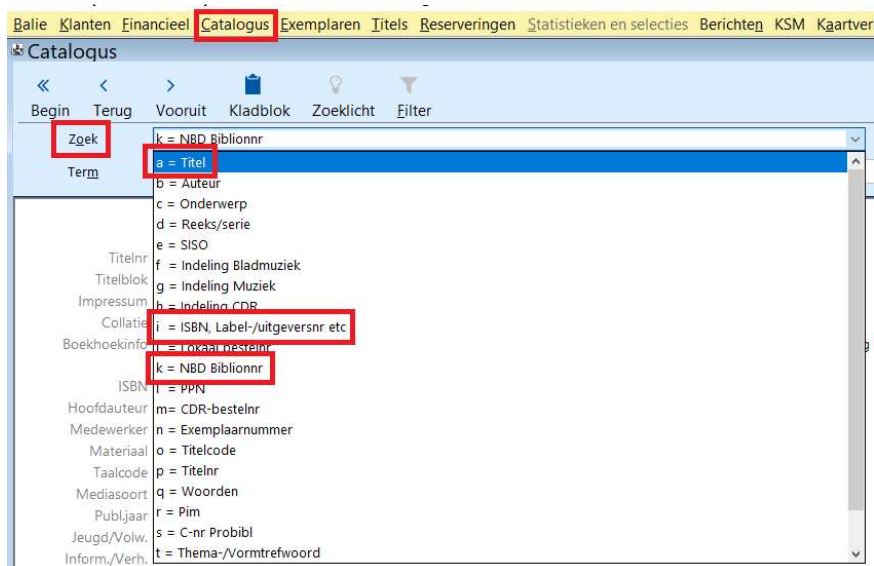 Balie Klanten Financieel Catalogus Exemplaren Titels Reserveringen Statistieken en selecties Berichten KSM Kaartver
Catalogus
Begin Terug Vooruit Kladblok Zoeklicht Filter
Zoek k = NBD Biblionnr
Term a = Titel
b = Auteur
c = Onderwerp
d = Reeks/serie
e = SISO
Titelnr f = Indeling Bladmuziek
Titelblok g = Indeling Muziek
Impressum h = Indeling CDR
Collatie i = ISBN, Label-/uitgeversnr etc
Boekhoekinfo j = Lokaal bestelnr
k = NBD Biblionnr
ISBN l = PPN
Hoofdauteur m= CDR-bestelnr
Medewerker n = Exemplaarnummer
Materiaal o = Titelcode
Taalcode p = Titelnr
Mediasoort q = Woorden
Publ.jaar r = Pim
Jeugd/Volw. s = C-nr Probibl
Inform./Verh. t = Thema-/Vormtrefwoord